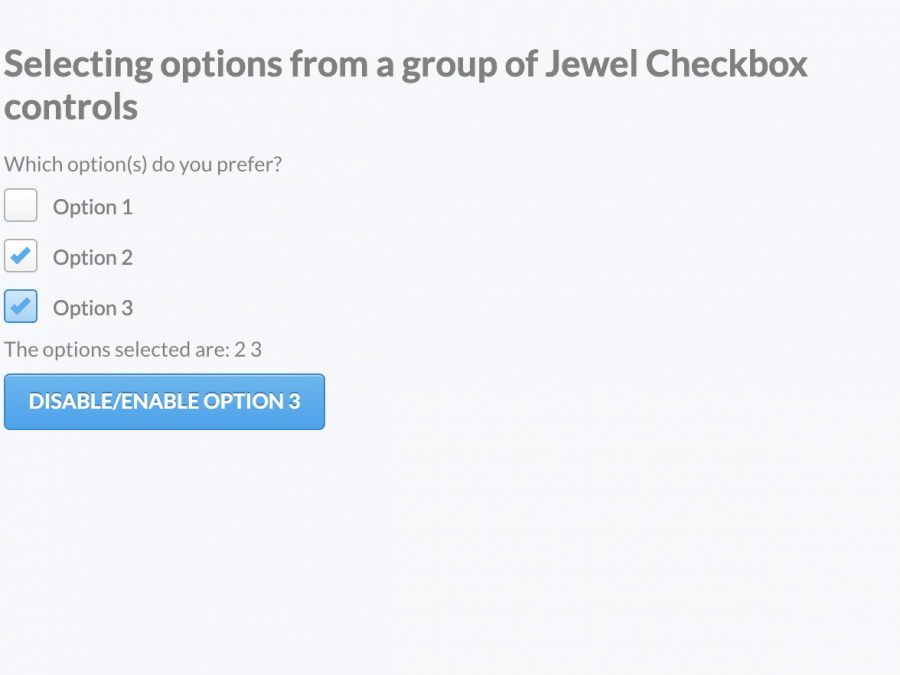 Selecting options from a group of Jewel Checkbox
controls
Which option(s) do you prefer?
Option 1
Option 2
Option 3
The options selected are: 2 3
DISABLE/ENABLE OPTION 3